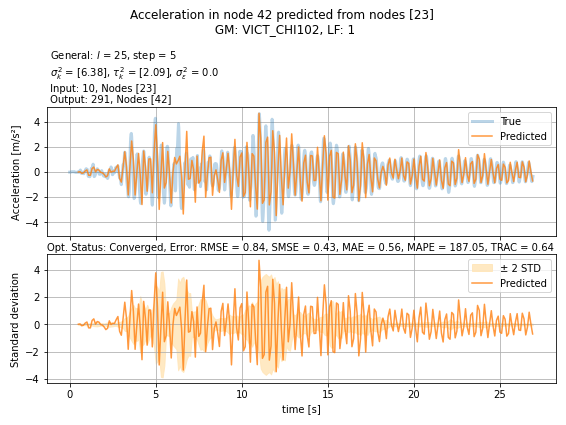 Acceleration in node 42 predicted from nodes [23]
GM: VICT_CHI102, LF: 1
General: l = 25, step = 5
σ_k^2 = [6.38], τ_k^2 = [2.09], σ_ε^2 = 0.0
Input: 10, Nodes [23]
Output: 291, Nodes [42]
4
2
0
−2
−4
Acceleration [m/s²]
True
Predicted
Opt. Status: Converged, Error: RMSE = 0.84, SMSE = 0.43, MAE = 0.56, MAPE = 187.05, TRAC = 0.64
4
2
0
−2
−4
Standard deviation
± 2 STD
Predicted
0 5 10 15 20 25
time [s]